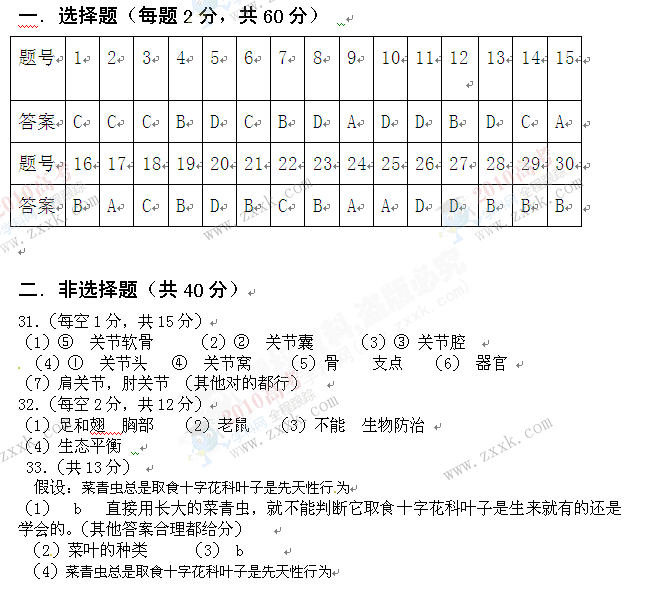 一．选择题（每题 2 分，共 60 分）
题号 1 2 3 4 5 6 7 8 9 10 11 12 13 14 15
答案 C C C B D C B D A D D B D C A
题号 16 17 18 19 20 21 22 23 24 25 26 27 28 29 30
答案 B A C B D B C B A A D D B B B
二．非选择题（共 40 分）
31．（每空 1 分，共 15 分）
（1）⑤ 关节软骨 （2）② 关节囊 （3）③ 关节腔
（4）① 关节头 ④ 关节窝 （5）骨 支点 （6） 器官
（7）肩关节，肘关节 （其他对的都行）
32.（每空 2 分，共 12 分）
（1）足和翅 胸部 （2）老鼠 （3）不能 生物防治
（4）生态平衡
33.（共 13 分）
假设：菜青虫总是取食十字花科叶子是先天性行为
（1） b 直接用长大的菜青虫，就不能判断它取食十字花科叶子是生来就有的还是
学会的。（其他答案合理都给分）
（2）菜叶的种类 （3） b
（4）菜青虫总是取食十字花科叶子是先天性行为
www.zxxk.com
www.zxxk.com
www.zxxk.com
www.zxxk.com